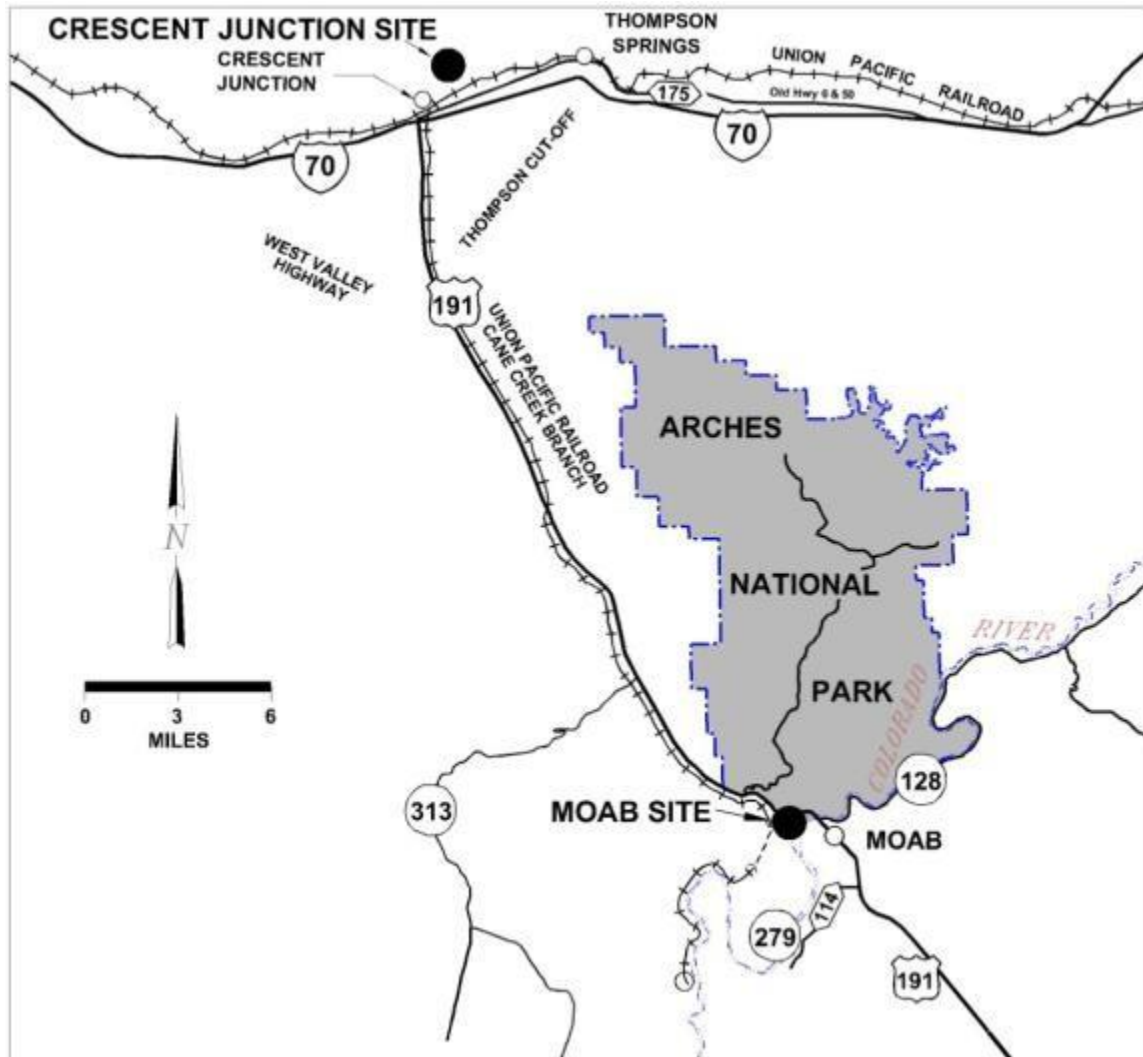 CRESCENT JUNCTION SITE
THOMPSON
SPRINGS
CRESCENT
JUNCTION
UNION PACIFIC RAILROAD
175
Old Hwy 6 & 50
70
70
THOMPSON CUT-OFF
WEST VALLEY
HIGHWAY
191
UNION PACIFIC RAILROAD
CANE CREEK BRANCH
ARCHES
NATIONAL
PARK
N
RIVER
COLORADO
0 3 6
MILES
128
313
MOAB SITE
MOAB
114
279
191